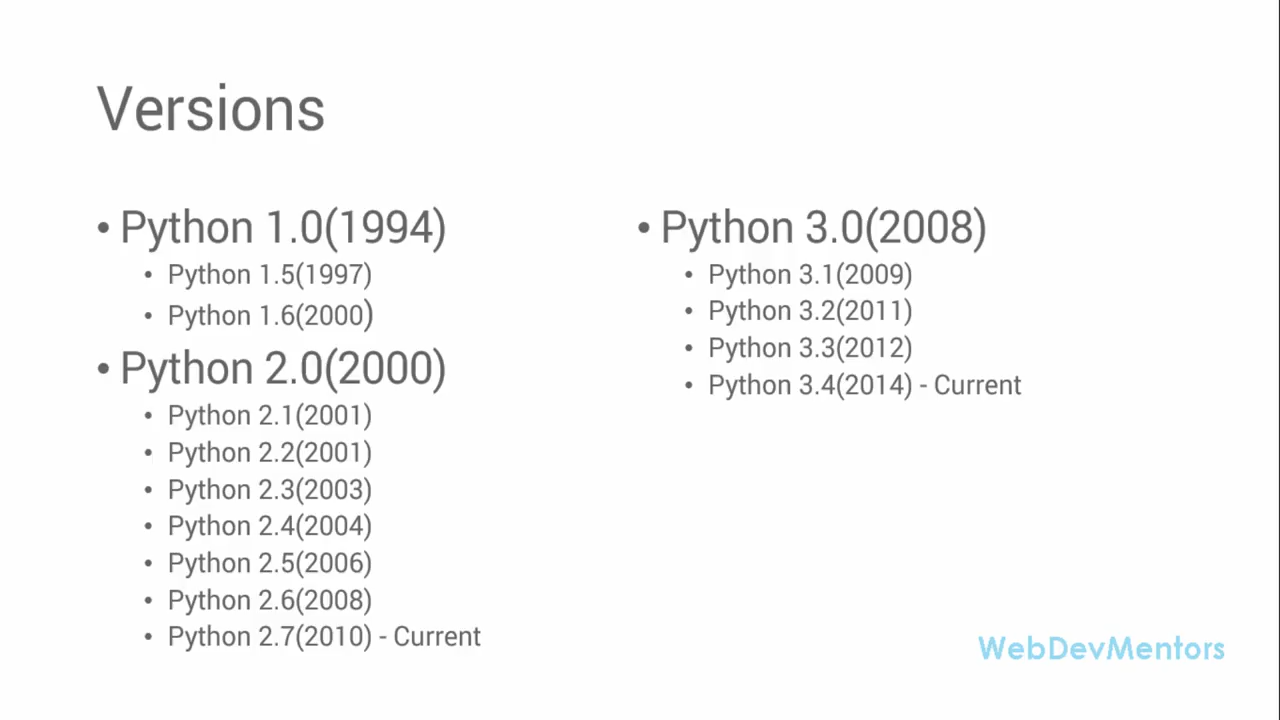 Versions
• Python 1.0(1994)
• Python 1.5(1997)
• Python 1.6(2000)
• Python 2.0(2000)
• Python 2.1(2001)
• Python 2.2(2001)
• Python 2.3(2003)
• Python 2.4(2004)
• Python 2.5(2006)
• Python 2.6(2008)
• Python 2.7(2010) - Current
• Python 3.0(2008)
• Python 3.1(2009)
• Python 3.2(2011)
• Python 3.3(2012)
• Python 3.4(2014) - Current
WebDevMentors